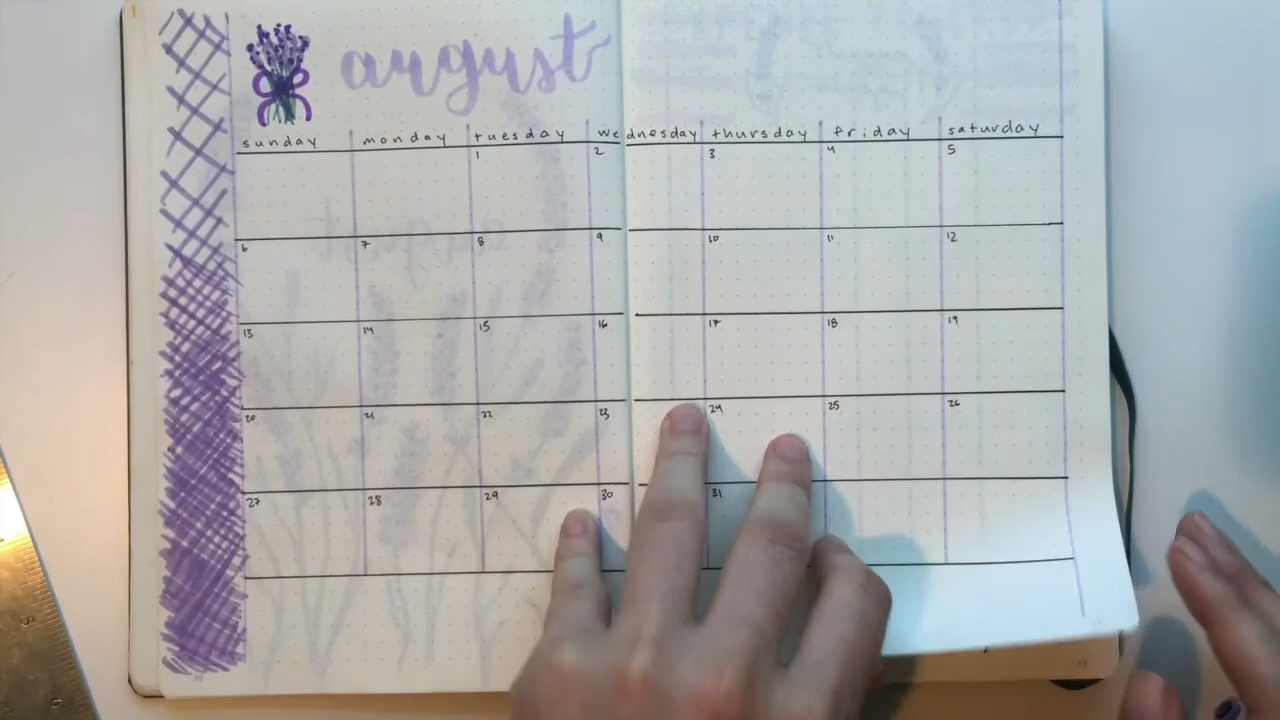 august
sunday monday tuesday wednesday thursday friday saturday
1 2 3 4 5
6 7 8 9 10 11 12
13 14 15 16 17 18 19
20 21 22 23 24 25 26
27 28 29 30 31